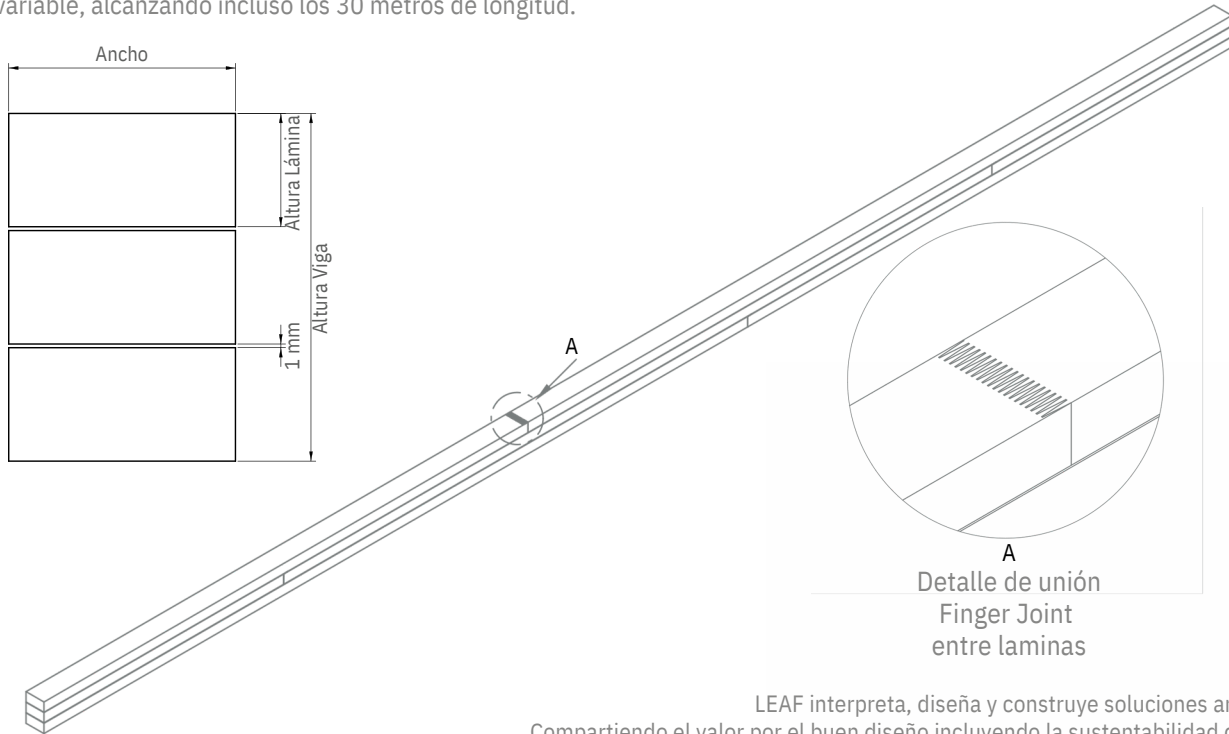 variable, alcanzando incluso los 30 metros de longitud.
Ancho
Altura Lámina
Altura Viga
1 mm
A
A
Detalle de unión
Finger Joint
entre laminas
LEAF interpreta, diseña y construye soluciones
Compartiendo el valor por el buen diseño incluyendo la sustentabilidad